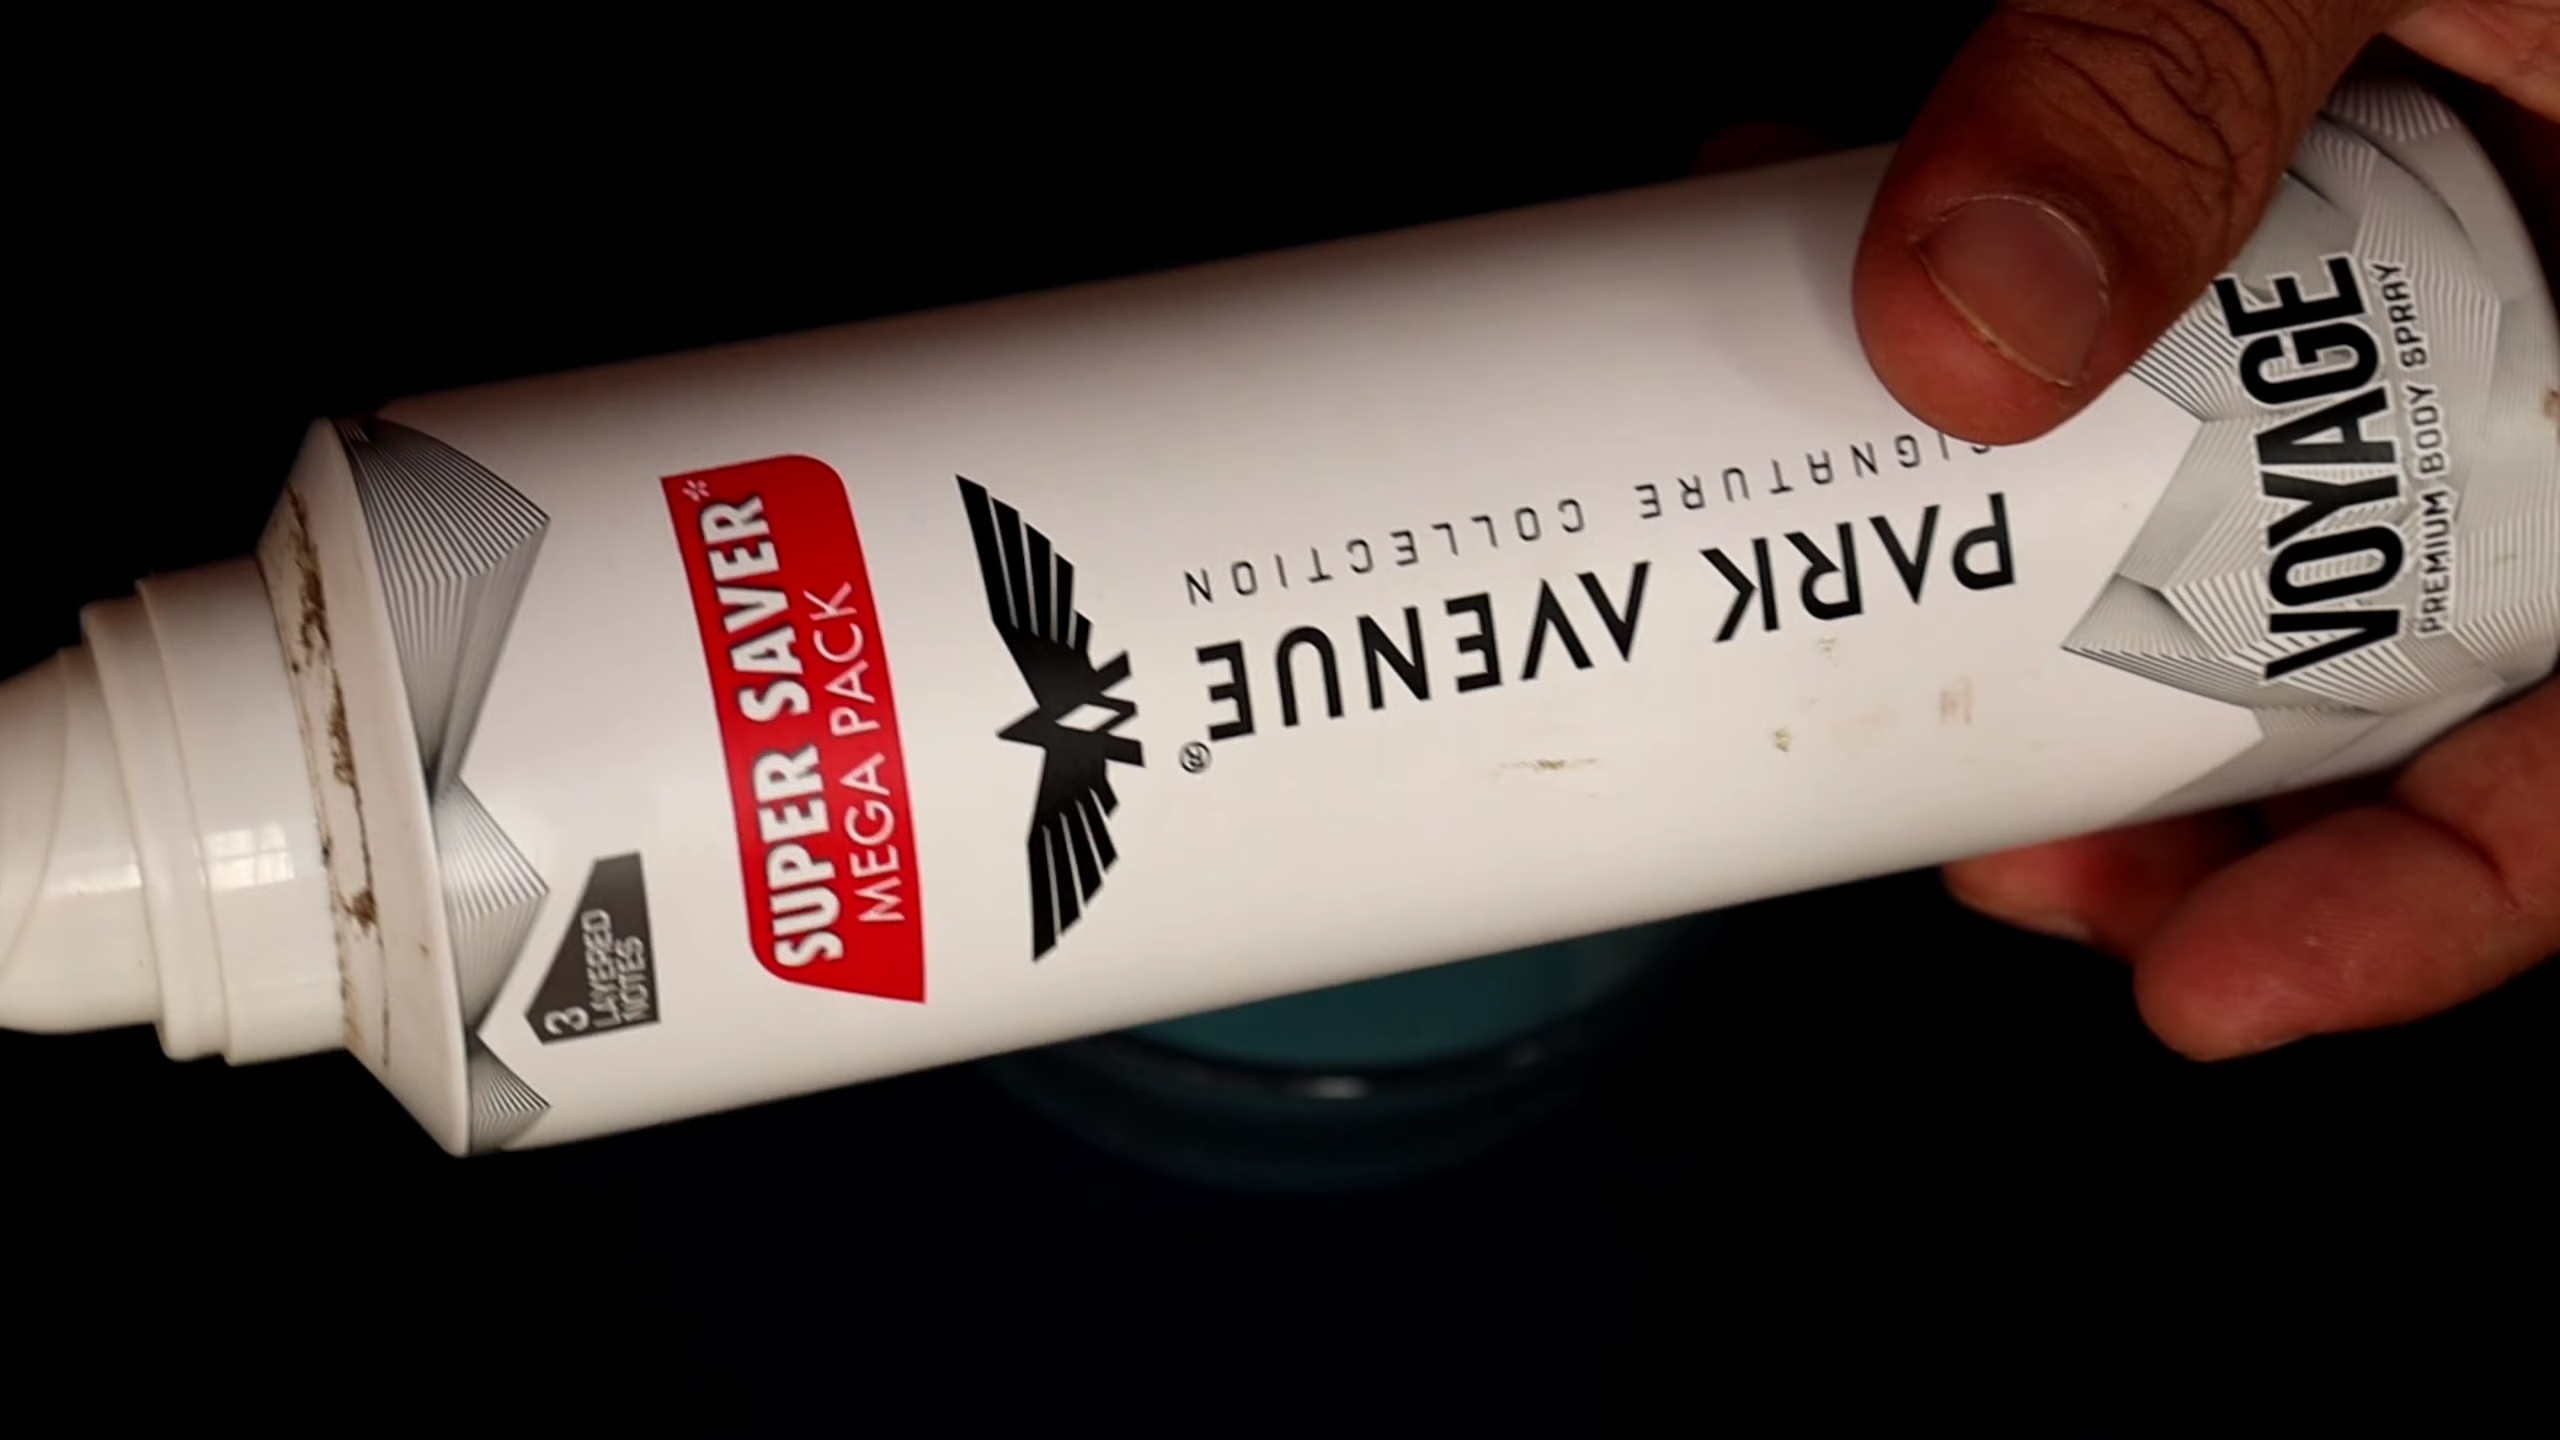 3
LAYERED
NOTES
SUPER SAVER*
MEGA PACK
PARK AVENUE®
SIGNATURE COLLECTION
VOYAGE
PREMIUM BODY SPRAY